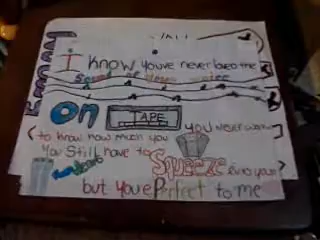 i know you've never loved the
Sound of your voice
on TAPE
you never want
to know how much you
You Still have to SQUEEZE into your
but you'e Perfect to me